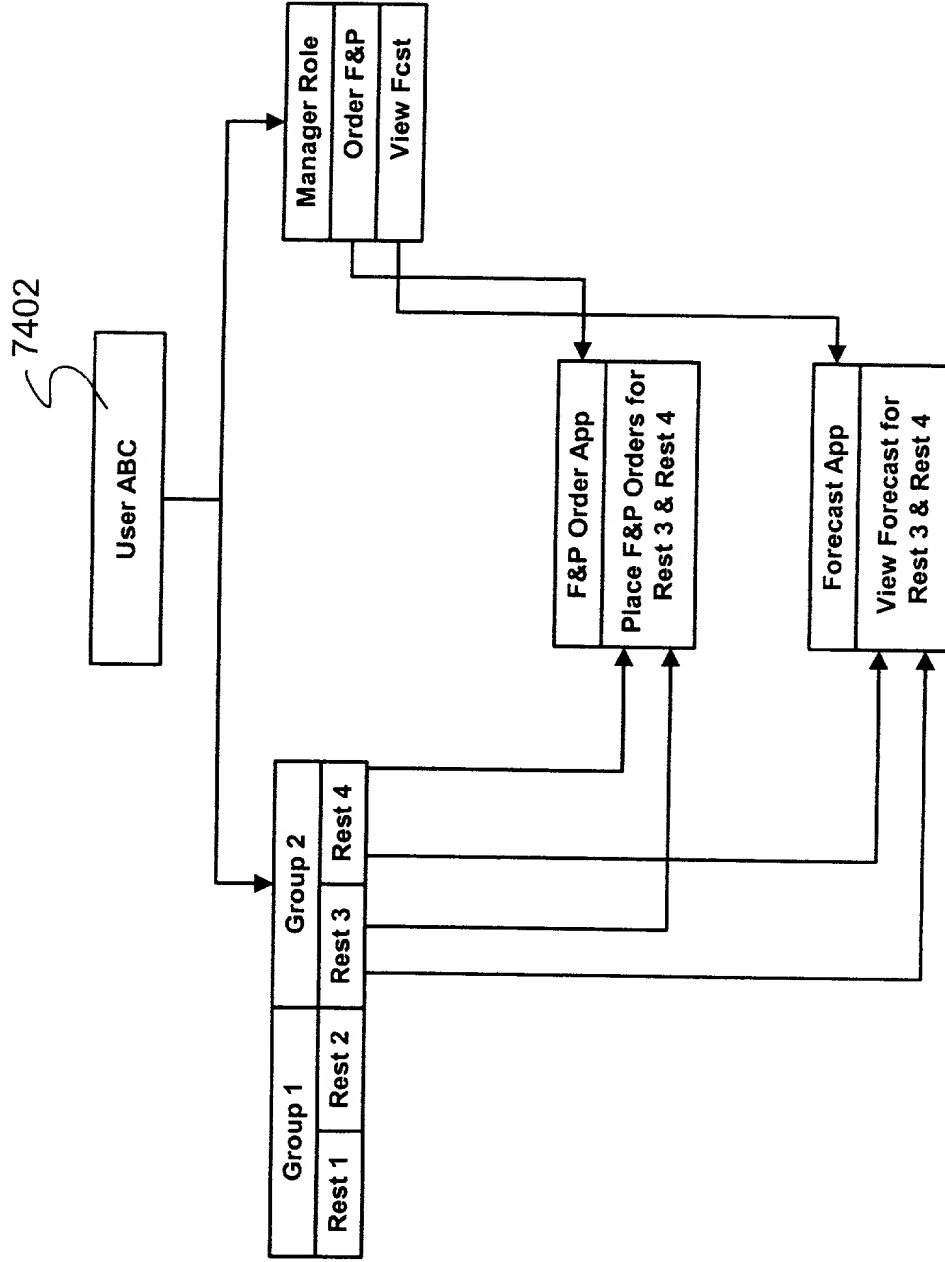 7402
User ABC
Group 1
Group 2
Rest 1
Rest 2
Rest 3
Rest 4
Manager Role
Order F&P
View Fcst
F&P Order App
Place F&P Orders for
Rest 3 & Rest 4
Forecast App
View Forecast for
Rest 3 & Rest 4